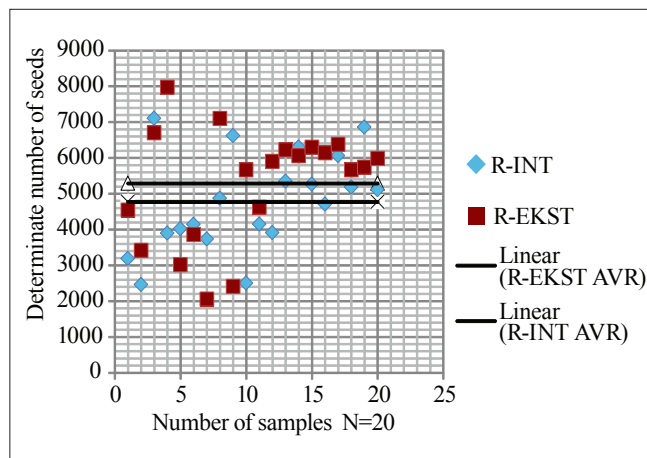 Determinate number of seeds
9000
8000
7000
6000
5000
4000
3000
2000
1000
0
0 5 10 15 20 25
Number of samples N=20
R-INT
R-EKST
Linear
(R-EKST AVR)
Linear
(R-INT AVR)